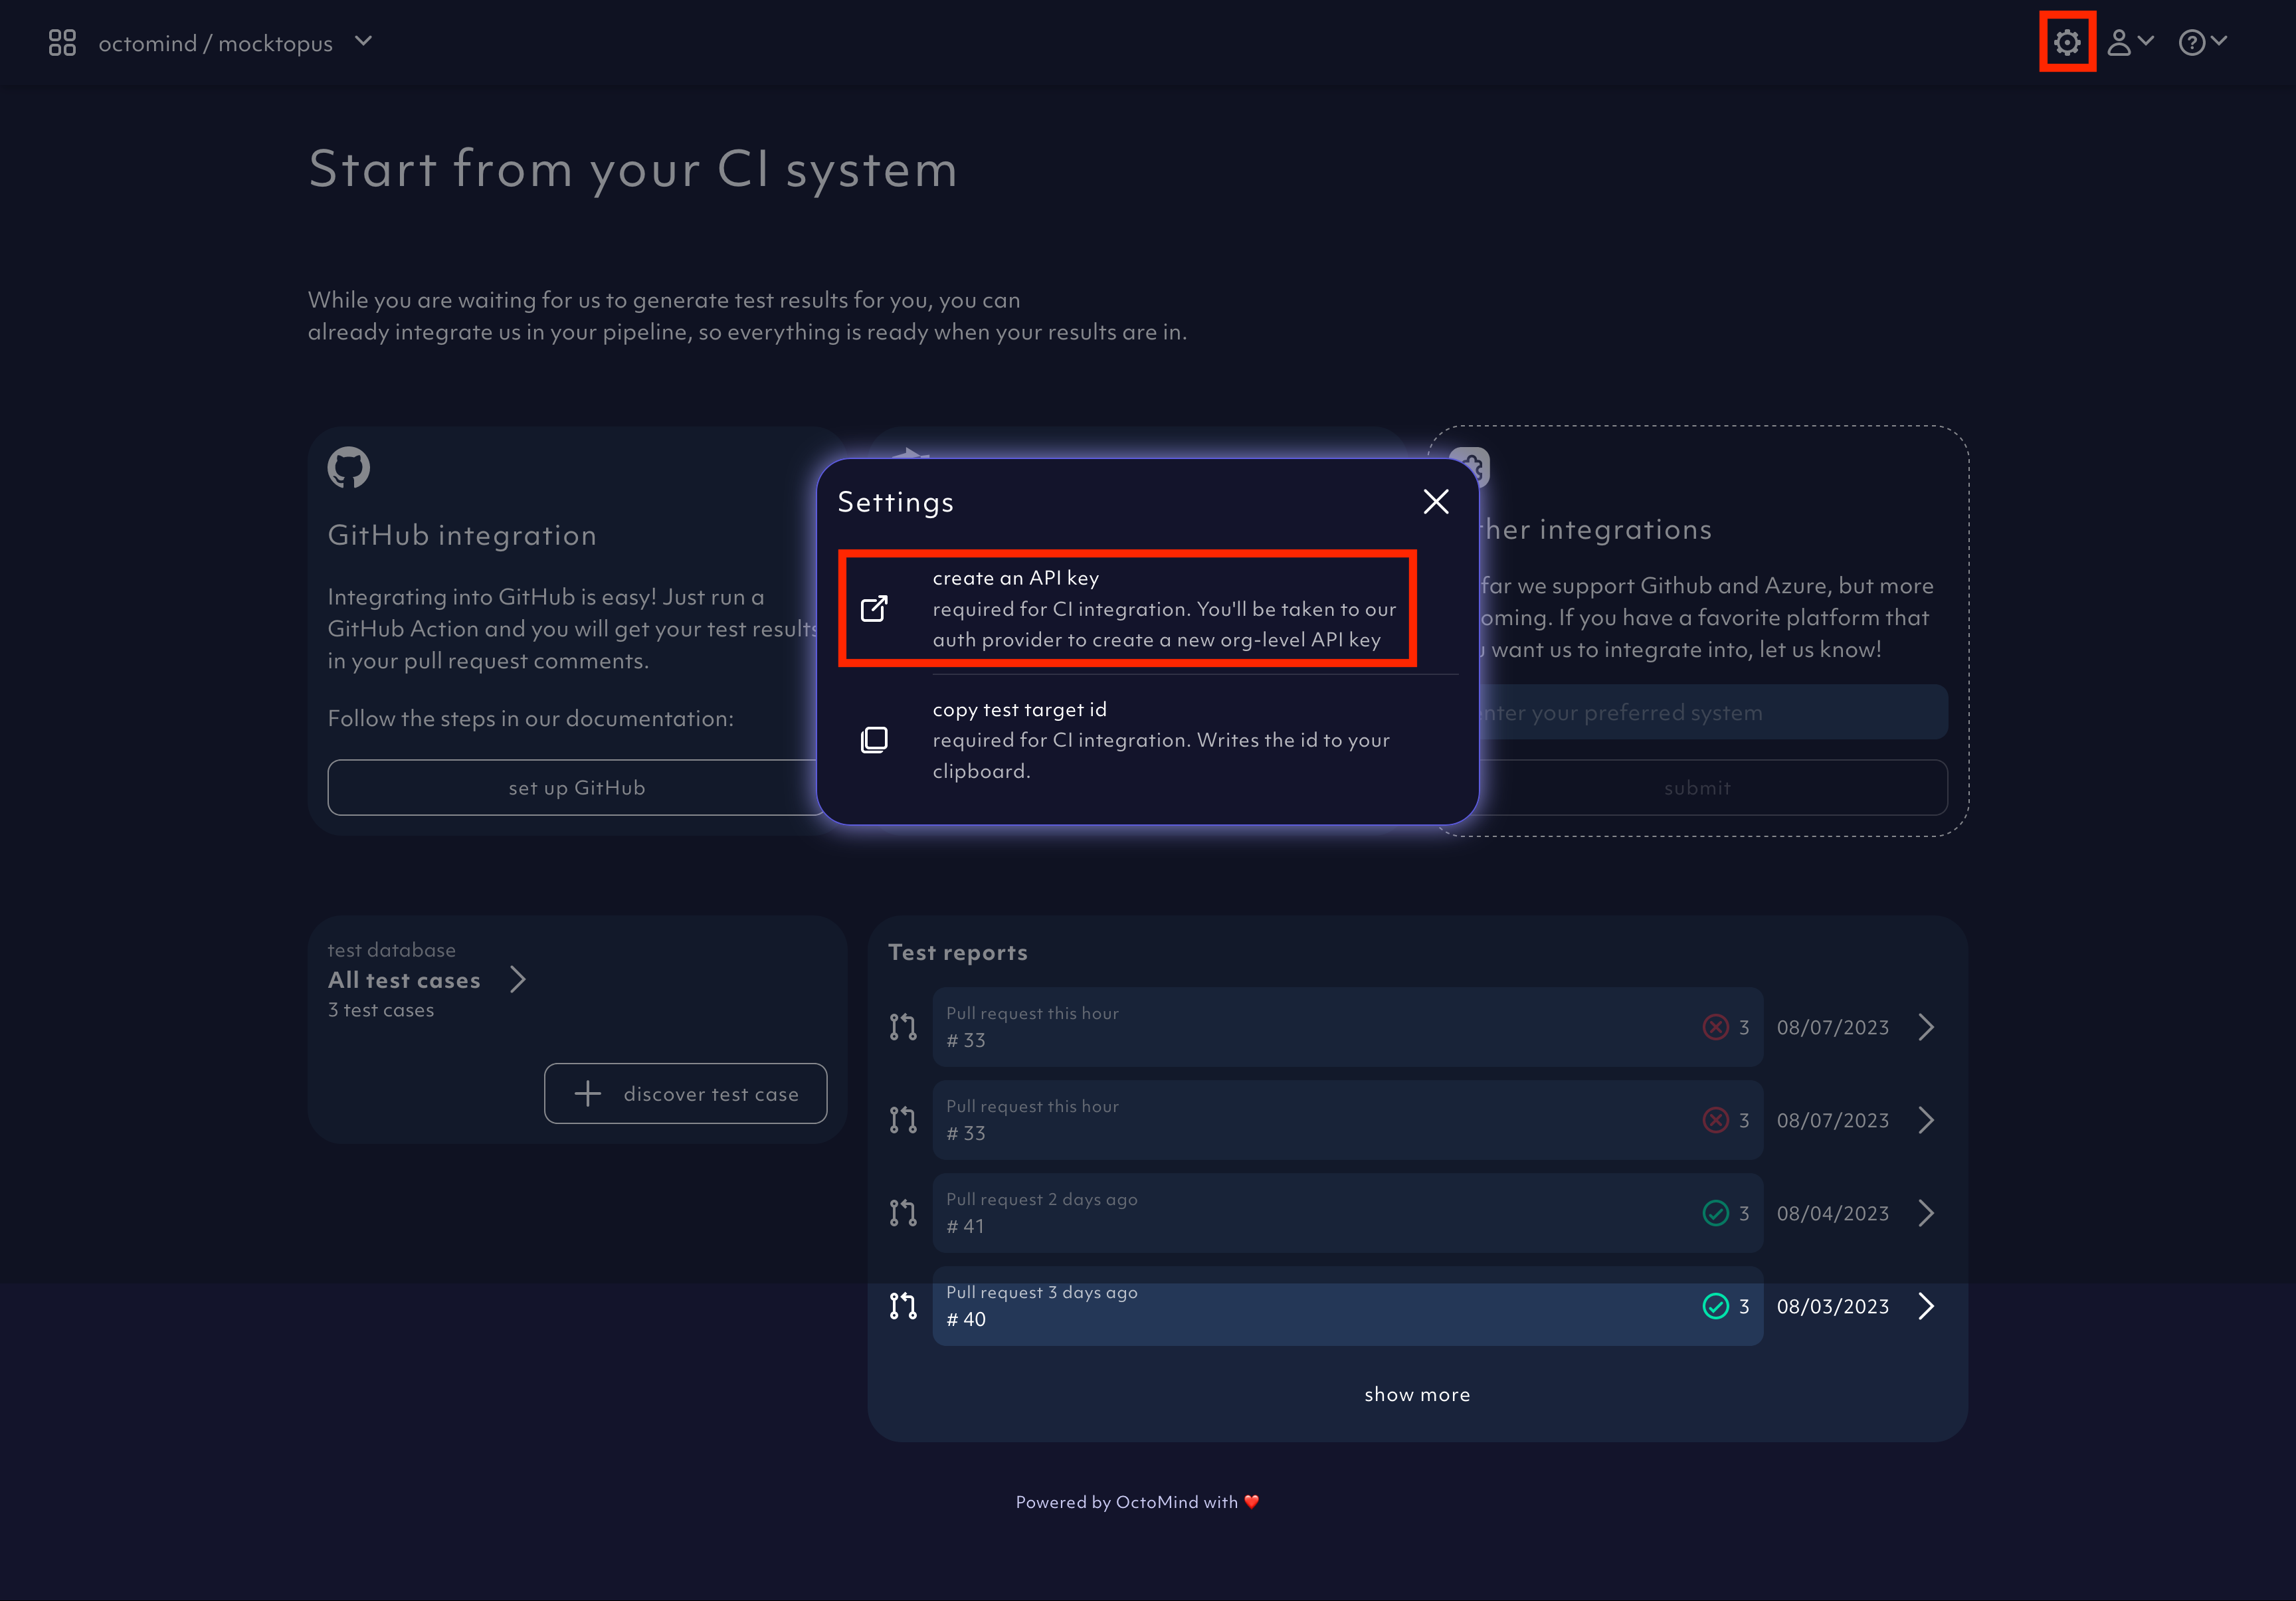 octomind / mocktopus
Start from your CI system
While you are waiting for us to generate test results for you, you can
already integrate us in your pipeline, so everything is ready when your results are in.
GitHub integration
Integrating into GitHub is easy! Just run a
GitHub Action and you will get your test results
in your pull request comments.
Follow the steps in our documentation:
set up GitHub
Settings
create an API key
required for CI integration. You'll be taken to our
auth provider to create a new org-level API key
copy test target id
required for CI integration. Writes the id to your
clipboard.
integrations
far we support Github and Azure, but more
If you have a favorite platform that
want us to integrate into, let us know!
your preferred system
submit
test database
All test cases
3 test cases
discover test case
Test reports
Pull request this hour
# 33
3 08/07/2023
Pull request this hour
# 33
3 08/07/2023
Pull request 2 days ago
# 41
3 08/04/2023
Pull request 3 days ago
# 40
3 08/03/2023
show more
Powered by OctoMind with ❤️